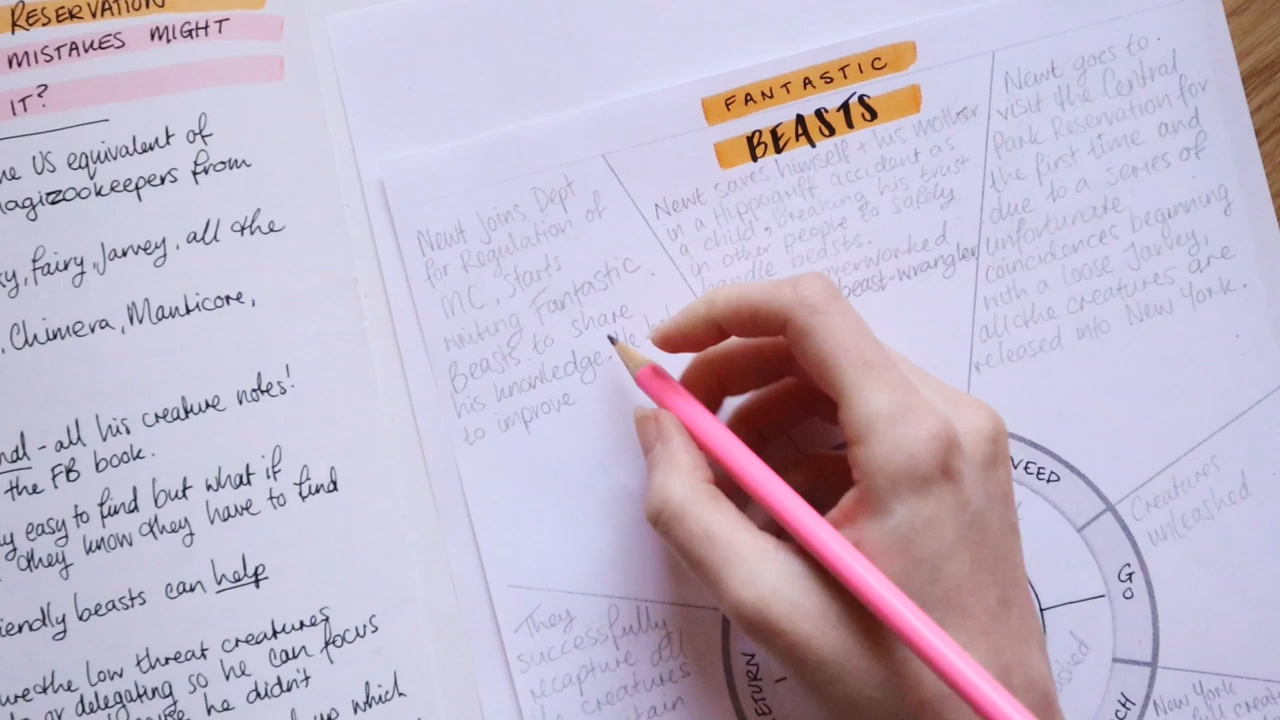 RESERVATION
MISTAKES MIGHT
IT?
US equivalent of
from
fairy, Jarvey, all the
Chimera, Manticore,
- all his creature notes!
the FB book.
easy to find but what if
they know they have to find
beasts can help
the low threat creatures
or delegating so he can focus
he didn't
which
FANTASTIC
BEASTS
Newt Joins Dept
for Regulation of
MC, Starts
writing Fantastic
Beasts to share
his knowledge.
to improve
Newt saves himself + his mother
in a Hippogriff accident as
a child, Breaking his trust
in other people to safely
handle beasts.
overworked
beast-wrangler
Newt goes to
visit the Central
Park Reservation for
the first time and
due to a series of
unfortunate
coincidences beginning
with a loose Jarvey,
all the creatures are
released into New York.
Creatures
unleashed
NEED
GO
They
successfully
recapture all
the creatures
New York